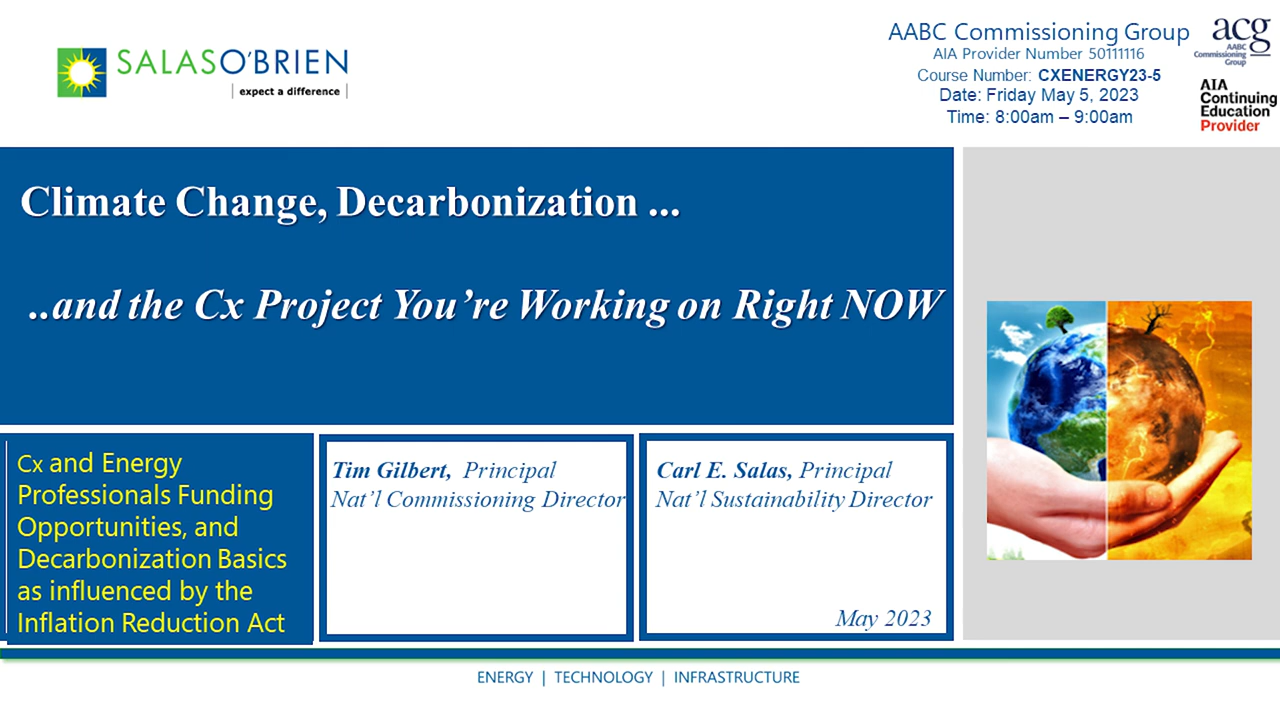 SALASO'BRIEN
| expect a difference |
AABC Commissioning Group
AIA Provider Number 50111116
Course Number: CXENERGY23-5
Date: Friday May 5, 2023
Time: 8:00am – 9:00am
acg
AABC
Commissioning
Group
AIA
Continuing
Education
Provider
Climate Change, Decarbonization ...
..and the Cx Project You're Working on Right NOW
Cx and Energy
Professionals Funding
Opportunities, and
Decarbonization Basics
as influenced by the
Inflation Reduction Act
Tim Gilbert, Principal
Nat'l Commissioning Director
Carl E. Salas, Principal
Nat'l Sustainability Director
May 2023
ENERGY | TECHNOLOGY | INFRASTRUCTURE